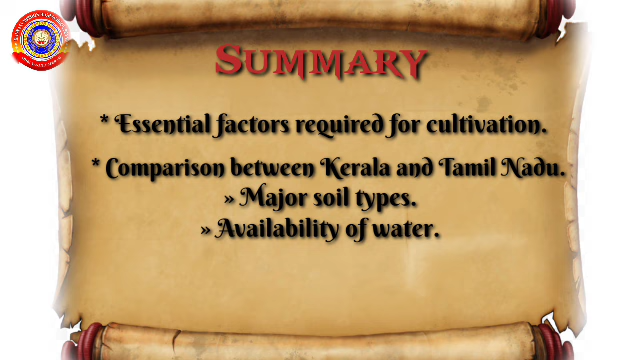 SUMMARY
* Essential factors required for cultivation.
* Comparison between Kerala and Tamil Nadu.
» Major soil types.
» Availability of water.